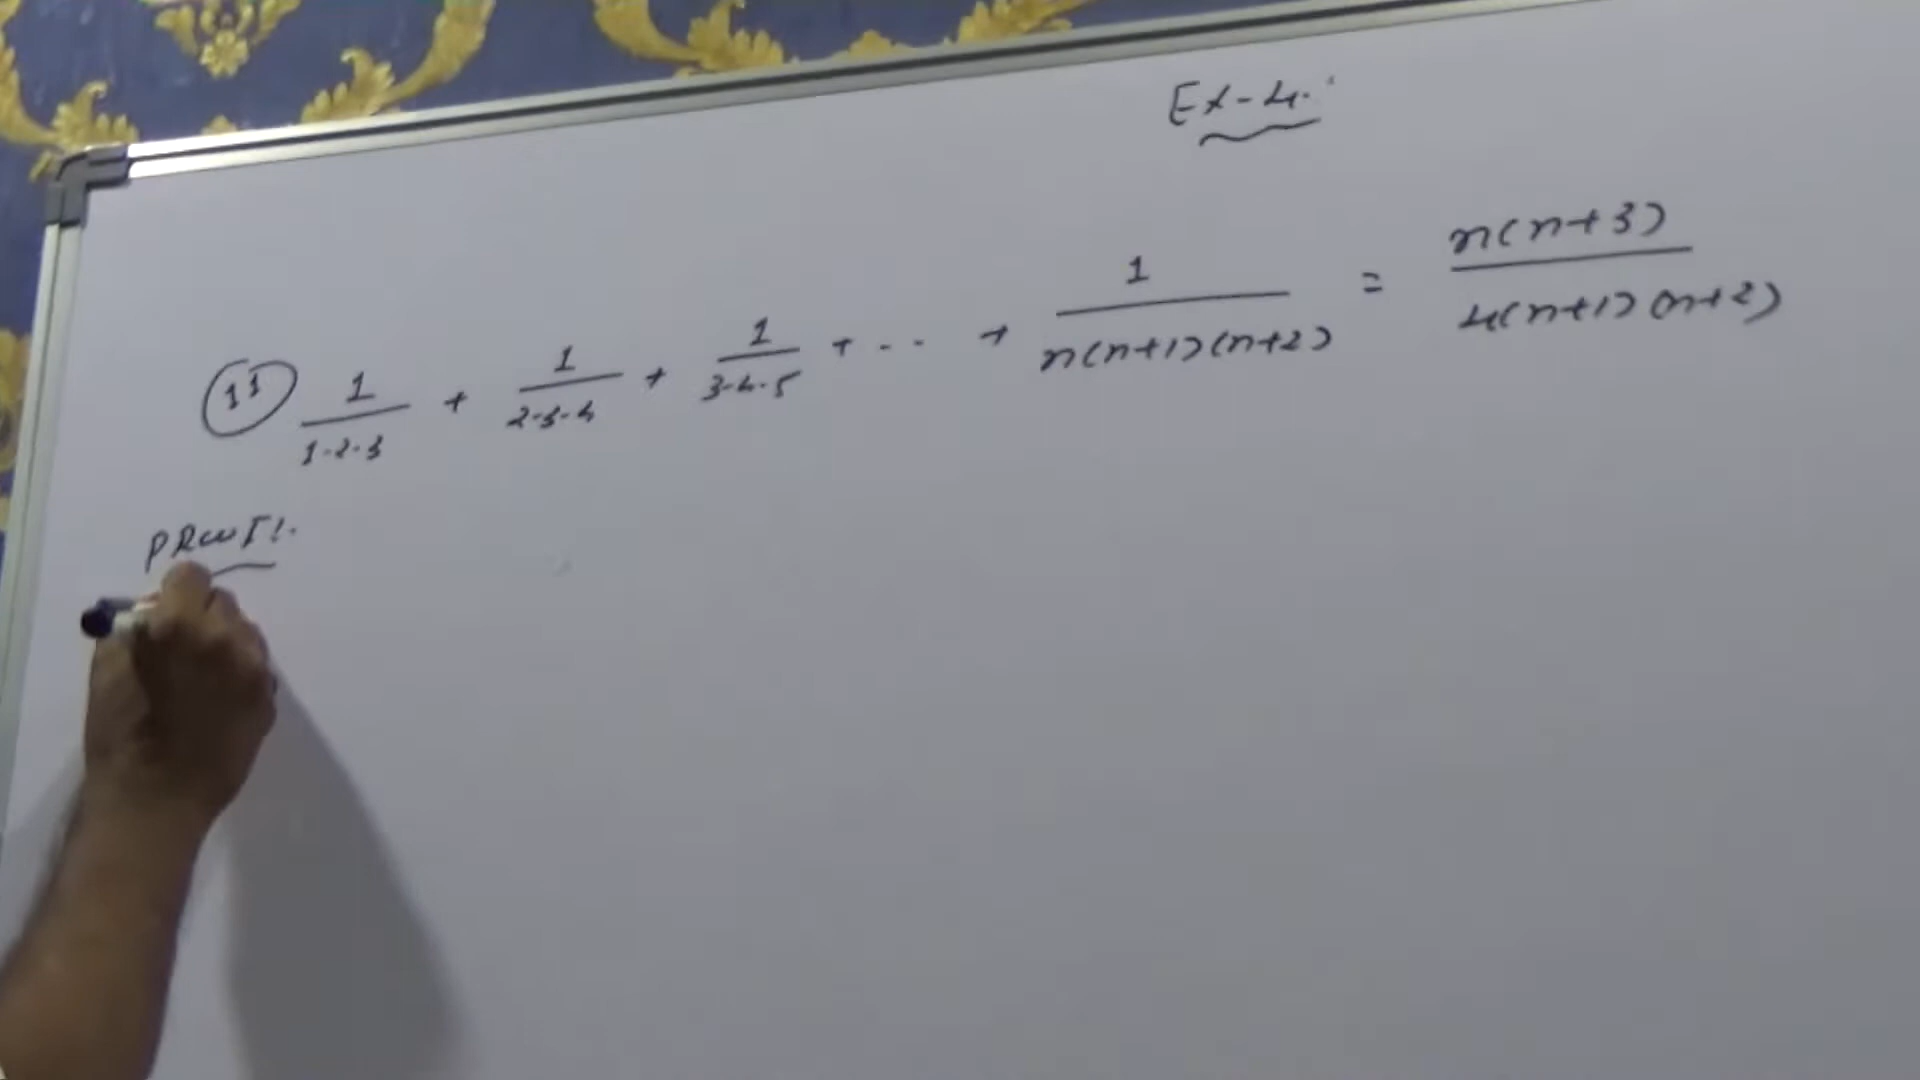 Ex-4.1
(11) 1/(1·2·3) + 1/(2·3·4) + 1/(3·4·5) + ... + 1/(n(n+1)(n+2)) = n(n+3)/(4(n+1)(n+2))
PROOF:-